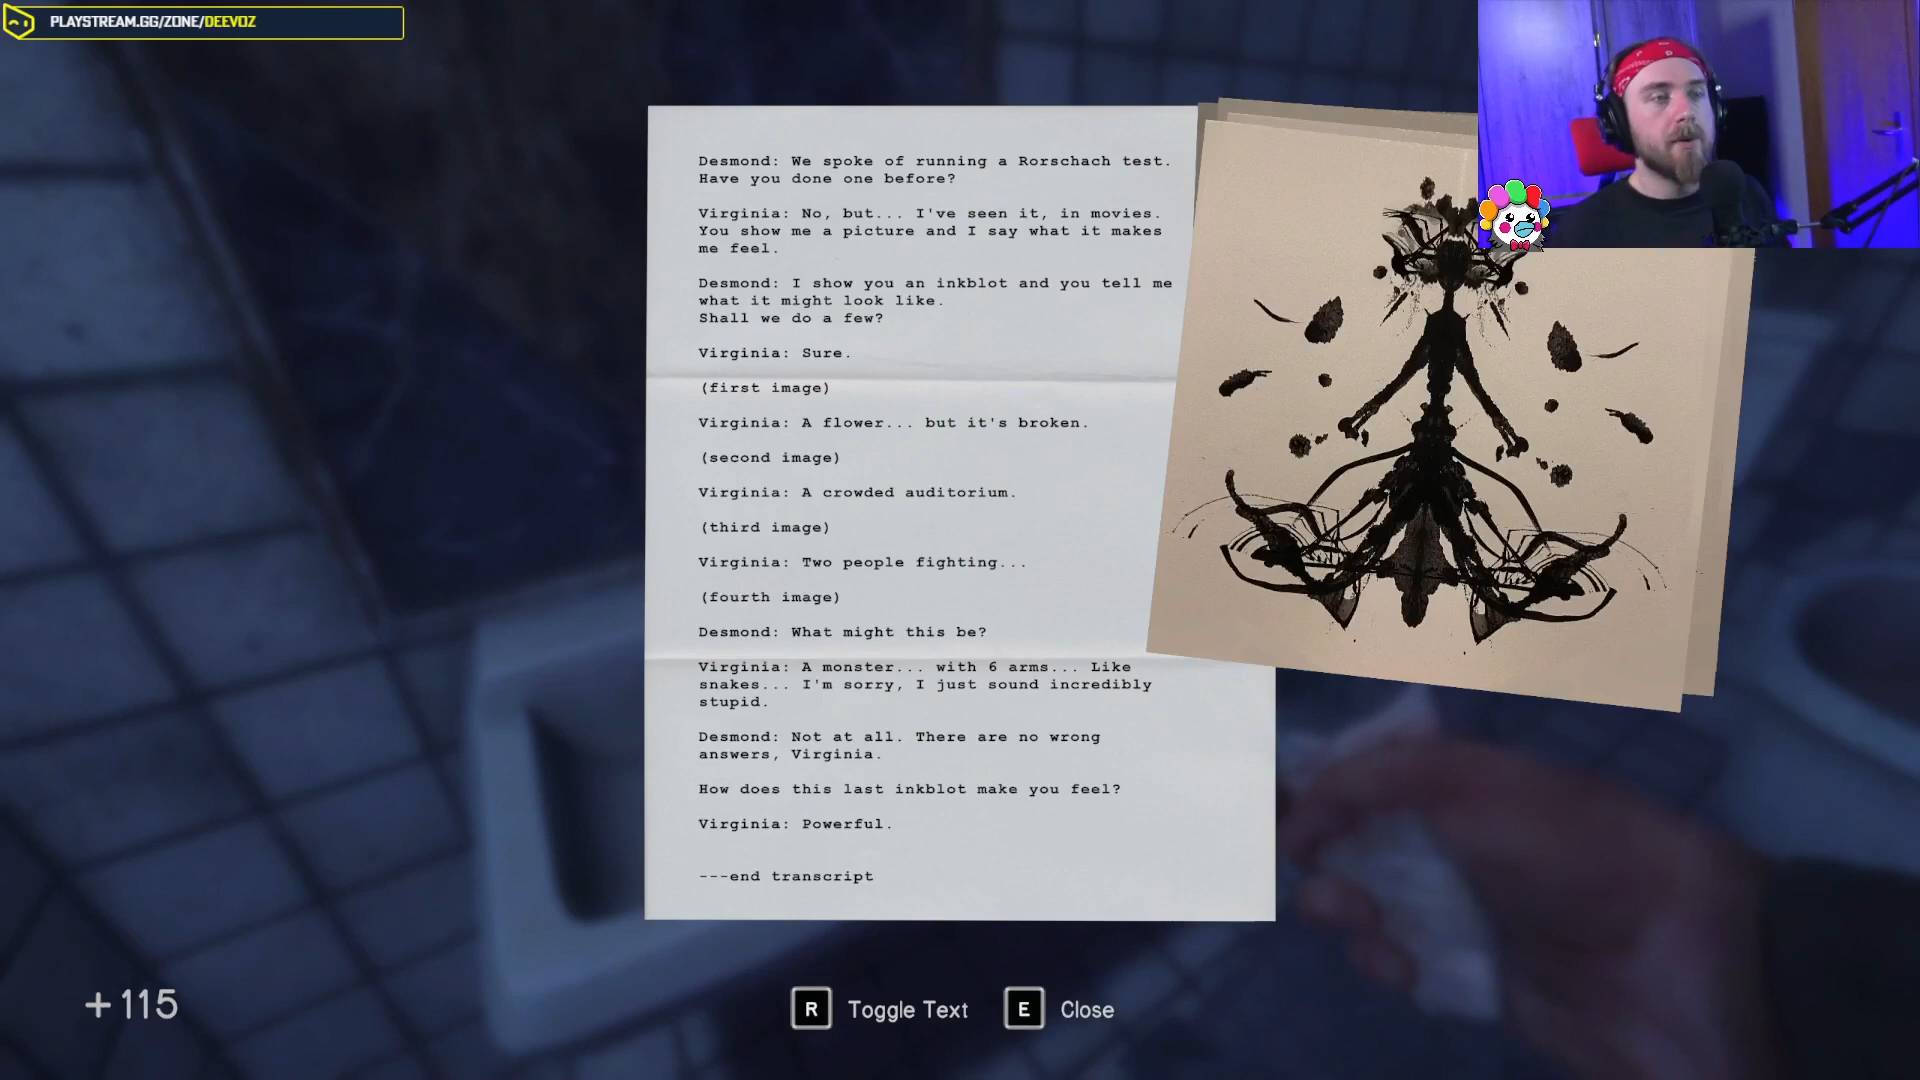 PLAYSTREAM.GG/ZONE/DEEVOZ
Desmond: We spoke of running a Rorschach test.
Have you done one before?
Virginia: No, but... I've seen it, in movies.
You show me a picture and I say what it makes
me feel.
Desmond: I show you an inkblot and you tell me
what it might look like.
Shall we do a few?
Virginia: Sure.
(first image)
Virginia: A flower... but it's broken.
(second image)
Virginia: A crowded auditorium.
(third image)
Virginia: Two people fighting...
(fourth image)
Desmond: What might this be?
Virginia: A monster... with 6 arms... Like
snakes... I'm sorry, I just sound incredibly
stupid.
Desmond: Not at all. There are no wrong
answers, Virginia.
How does this last inkblot make you feel?
Virginia: Powerful.
---end transcript
+115
R Toggle Text E Close